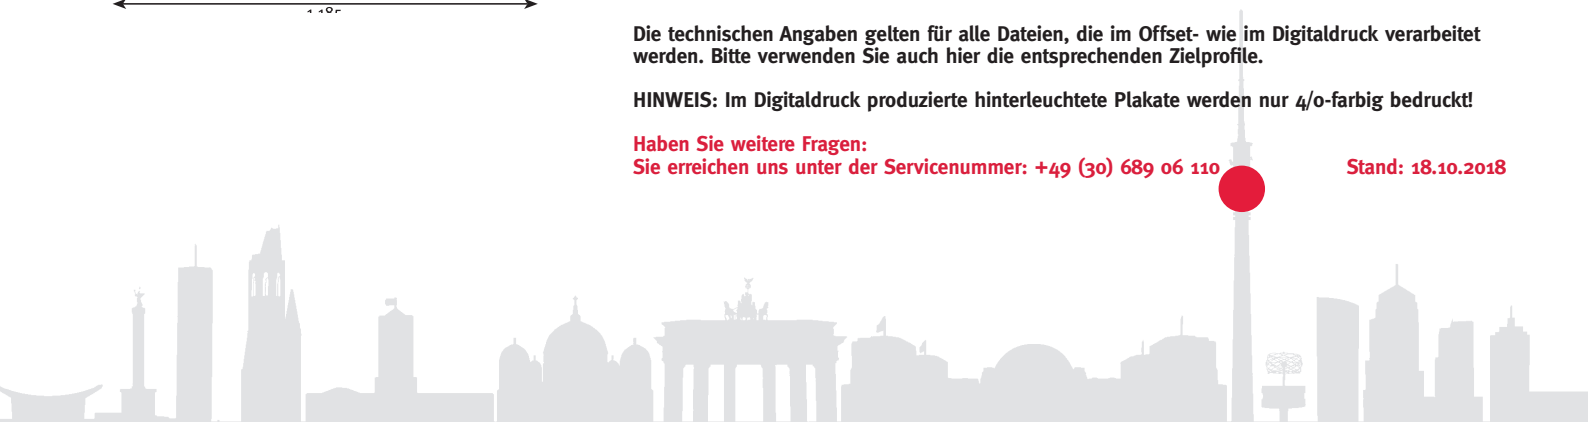 1.185
Die technischen Angaben gelten für alle Dateien, die im Offset- wie im Digitaldruck verarbeitet
werden. Bitte verwenden Sie auch hier die entsprechenden Zielprofile.
HINWEIS: Im Digitaldruck produzierte hinterleuchtete Plakate werden nur 4/0-farbig bedruckt!
Haben Sie weitere Fragen:
Sie erreichen uns unter der Servicenummer: +49 (30) 689 06 110 Stand: 18.10.2018